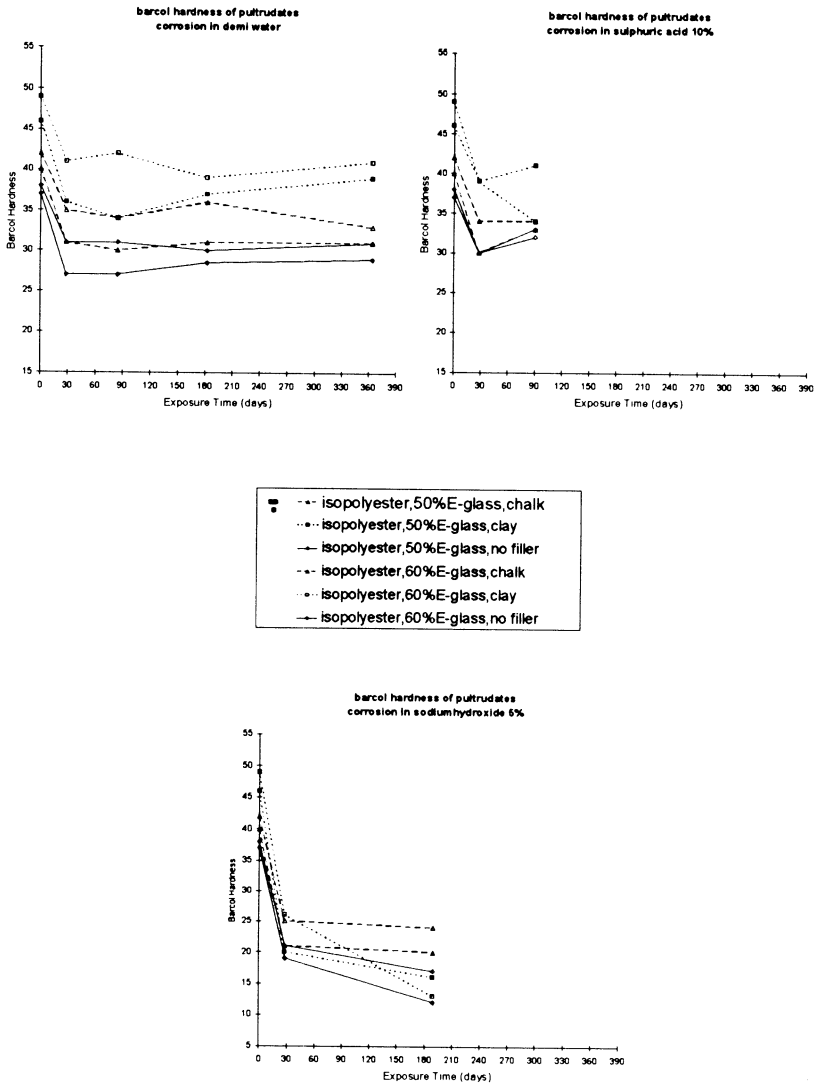 barcol hardness of pultrudates
corrosion in demi water
55
50
45
40
35
30
25
20
15
Barcol Hardness
0 30 60 90 120 150 180 210 240 270 300 330 360 390
Exposure Time (days)
barcol hardness of pultrudates
corrosion in sulphuric acid 10%
55
50
45
40
35
30
25
20
15
Barcol Hardness
0 30 60 90 120 150 180 210 240 270 300 330 360 390
Exposure Time (days)
isopolyester,50%E-glass,chalk
isopolyester,50%E-glass,clay
isopolyester,50%E-glass,no filler
isopolyester,60%E-glass,chalk
isopolyester,60%E-glass,clay
isopolyester,60%E-glass,no filler
barcol hardness of pultrudates
corrosion in sodiumhydroxide 5%
55
50
45
40
35
30
25
20
15
10
5
Barcol Hardness
0 30 60 90 120 150 180 210 240 270 300 330 360 390
Exposure Time (days)